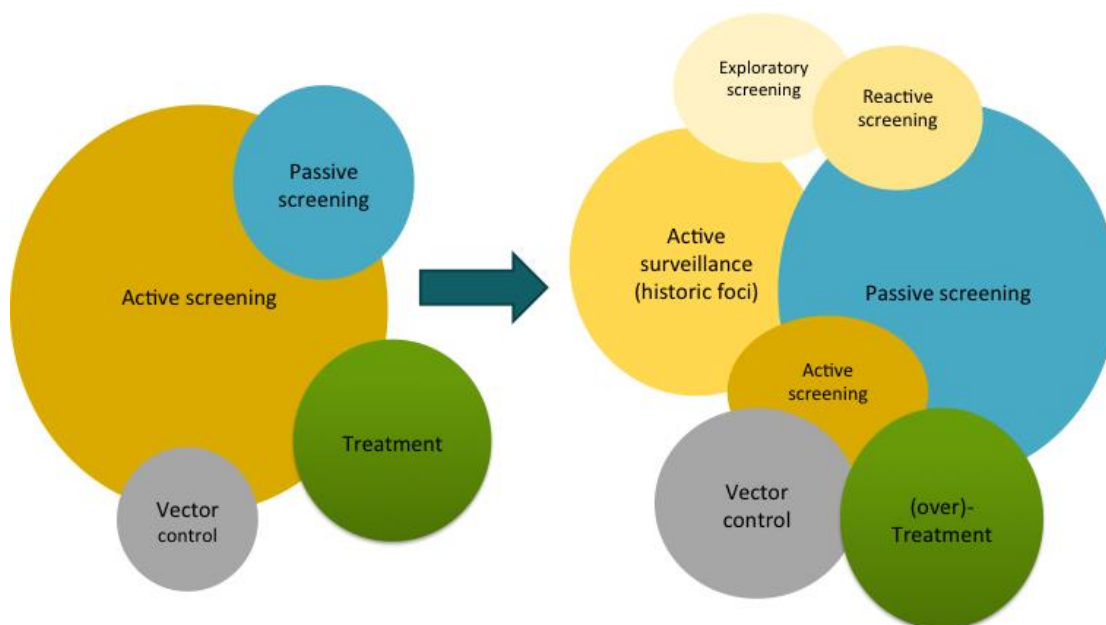 Passive
screening
Active screening
Treatment
Vector
control
Exploratory
screening
Reactive
screening
Active
surveillance
(historic foci)
Passive screening
Active
screening
Vector
control
(over)-
Treatment